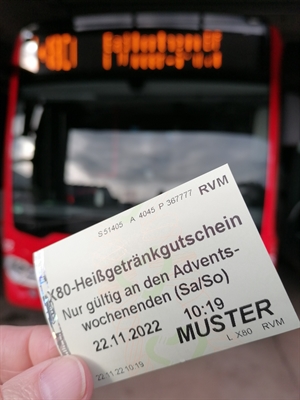 S 51405 A 4045 P 367777 RVM
X80-Heißgetränkgutschein
Nur gültig an den Advents-
wochenenden (Sa/So)
22.11.2022 10:19
MUSTER
22.11.22 10:19 L X80 RVM